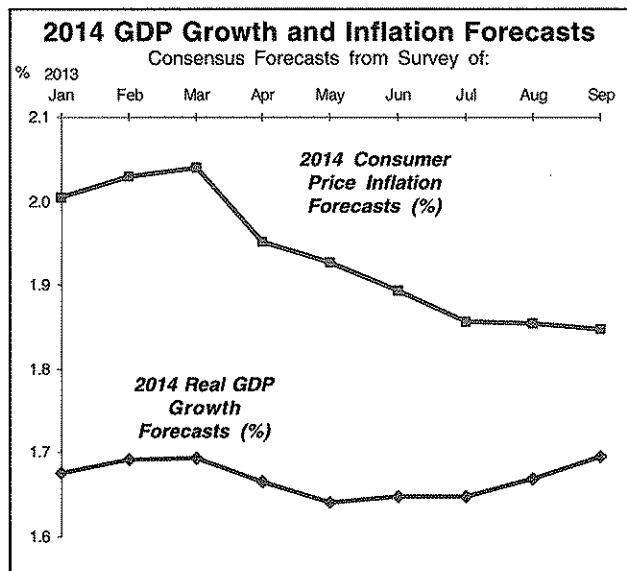 2014 GDP Growth and Inflation Forecasts
Consensus Forecasts from Survey of:
% 2013
Jan Feb Mar Apr May Jun Jul Aug Sep
2.1
2014 Consumer
Price Inflation
Forecasts (%)
2.0
1.9
1.8
2014 Real GDP
Growth
Forecasts (%)
1.7
1.6